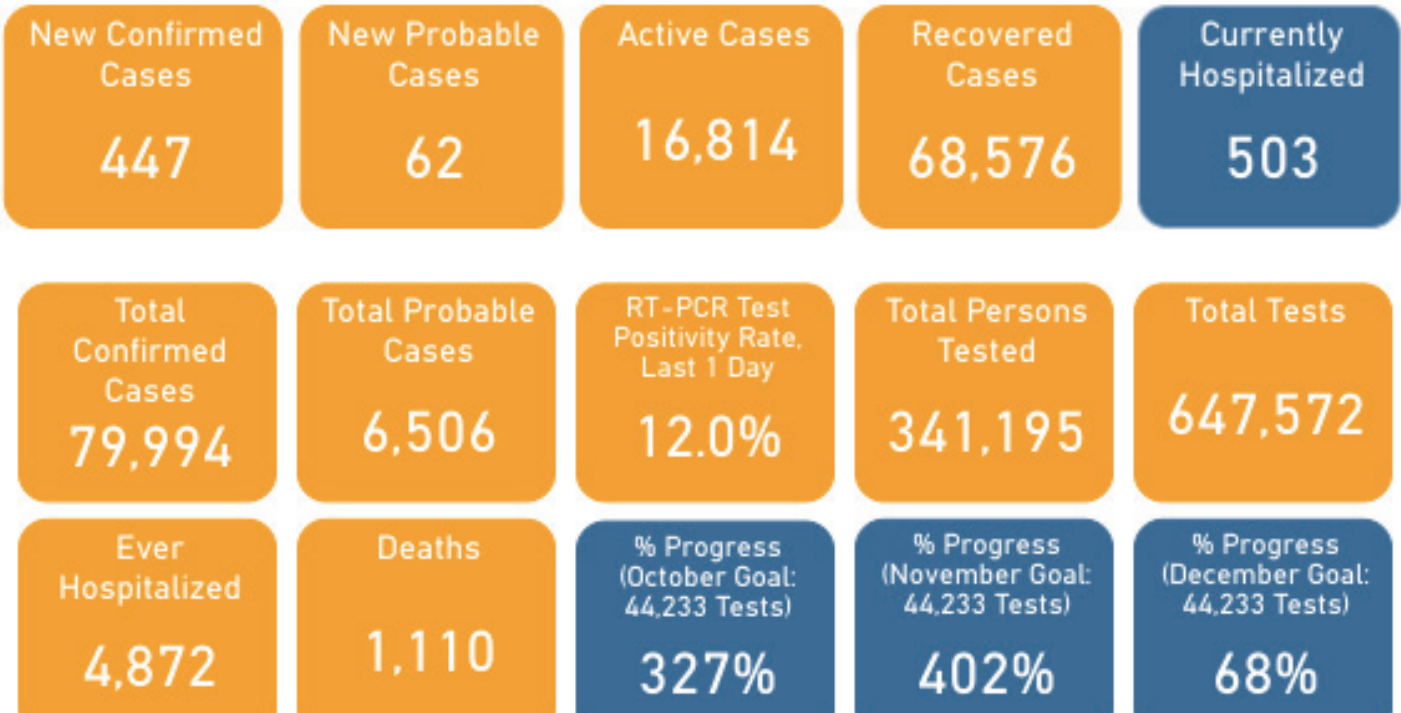 New Confirmed
Cases
447
New Probable
Cases
62
Active Cases
16,814
Recovered
Cases
68,576
Currently
Hospitalized
503
Total
Confirmed
Cases
79,994
Total Probable
Cases
6,506
RT-PCR Test
Positivity Rate,
Last 1 Day
12.0%
Total Persons
Tested
341,195
Total Tests
647,572
Ever
Hospitalized
4,872
Deaths
1,110
% Progress
(October Goal:
44,233 Tests)
327%
% Progress
(November Goal:
44,233 Tests)
402%
% Progress
(December Goal:
44,233 Tests)
68%